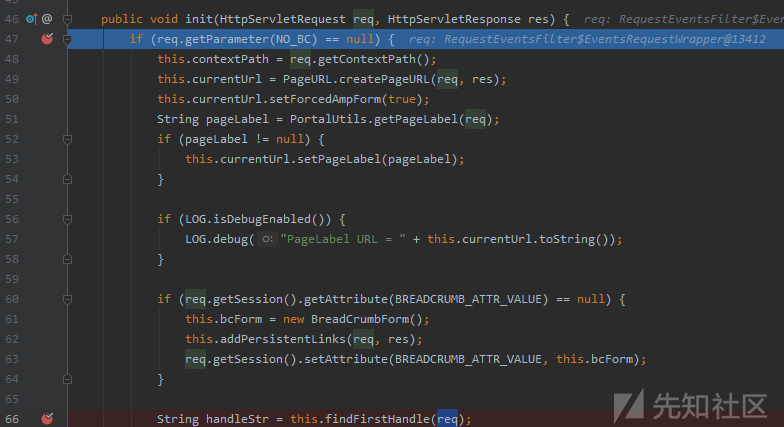 46 @ public void init(HttpServletRequest req, HttpServletResponse res) { req: RequestEventsFilter$Even
47 if (req.getParameter(NO_BC) == null) { req: RequestEventsFilter$EventsRequestWrapper@13412
48 this.contextPath = req.getContextPath();
49 this.currentUrl = PageURL.createPageURL(req, res);
50 this.currentUrl.setForcedAmpForm(true);
51 String pageLabel = PortalUtils.getPageLabel(req);
52 if (pageLabel != null) {
53 this.currentUrl.setPageLabel(pageLabel);
54 }
55
56 if (LOG.isDebugEnabled()) {
57 LOG.debug( o: "PageLabel URL = " + this.currentUrl.toString());
58 }
59
60 if (req.getSession().getAttribute(BREADCRUMB_ATTR_VALUE) == null) {
61 this.bcForm = new BreadCrumbForm();
62 this.addPersistentLinks(req, res);
63 req.getSession().setAttribute(BREADCRUMB_ATTR_VALUE, this.bcForm);
64 }
65
66 String handleStr = this.findFirstHandle(req);
先知社区